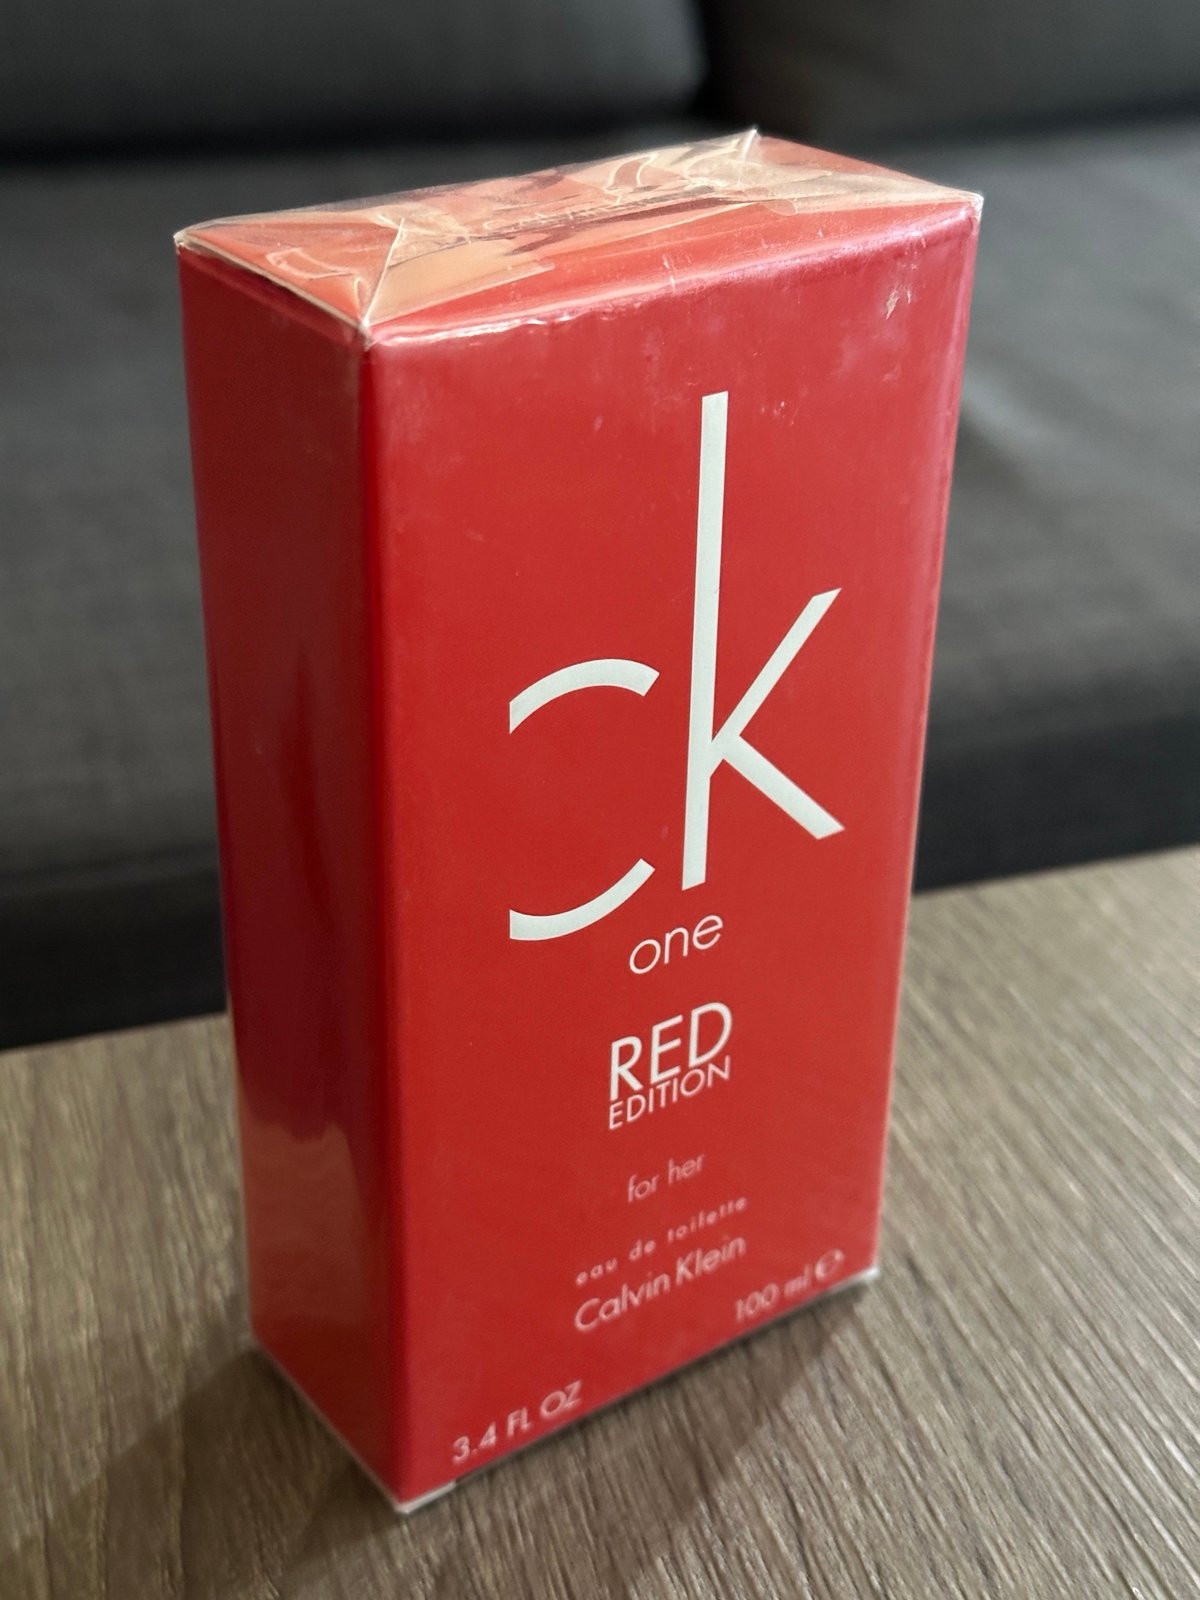 ck
one
RED
EDITION
for her
eau de toilette
Calvin Klein
3.4 FL OZ
100 ml ℮